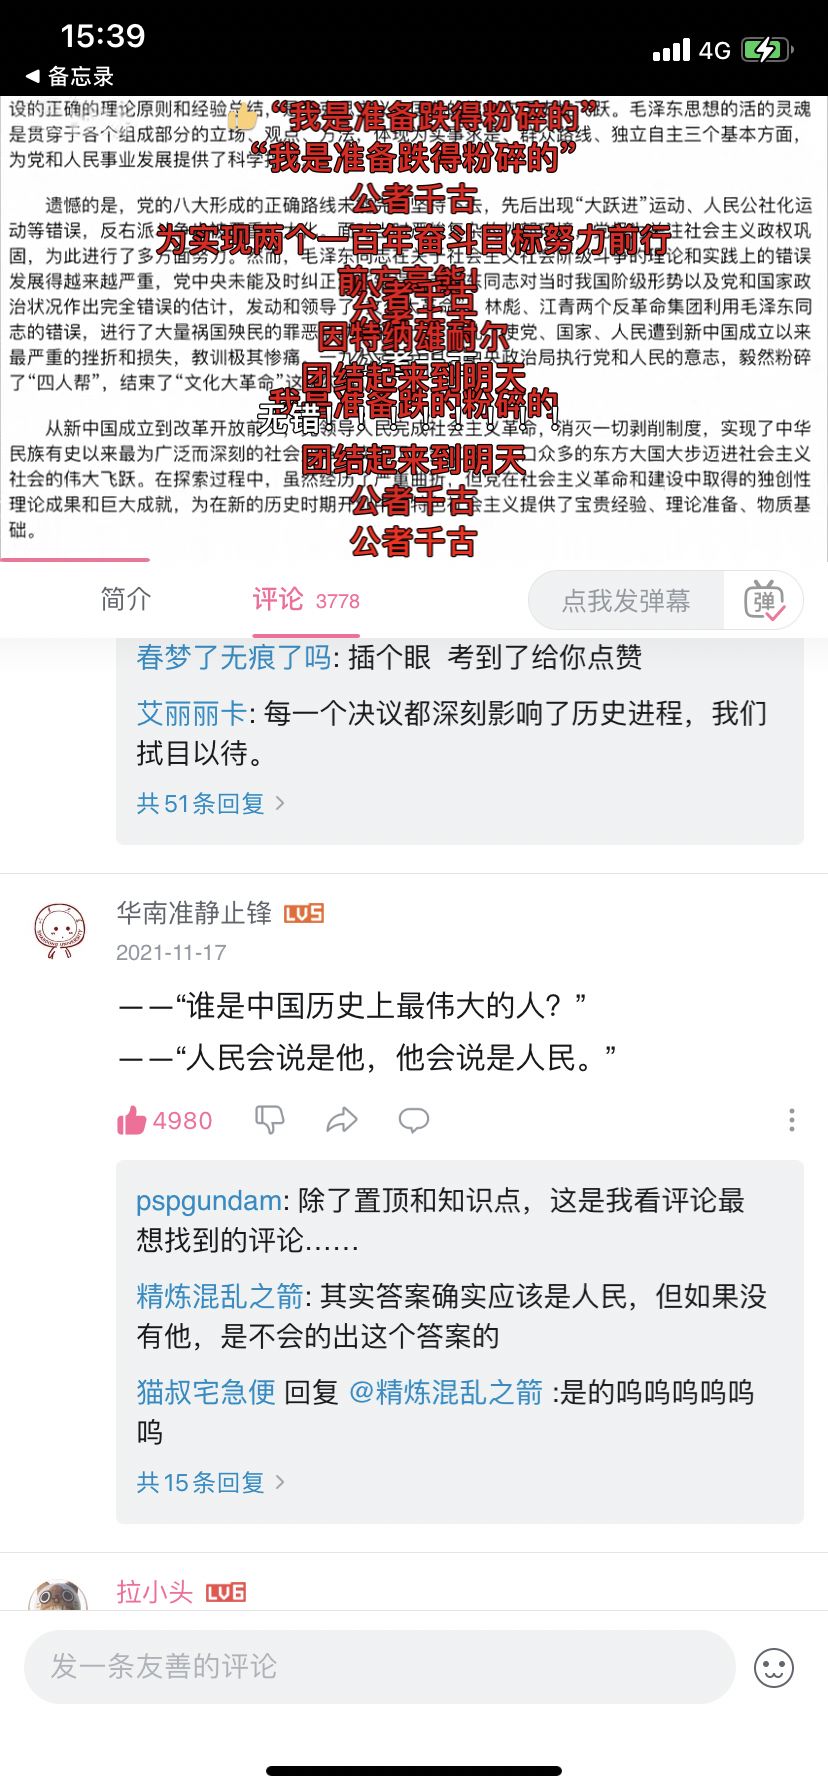 15:39
4G
◀ 备忘录
设的正确的理论原则和经验总结，
跃。毛泽东思想的活的灵魂
“我是准备跌得粉碎的”
是贯穿于各个组成部分的立场、观点、方法，体现为实事求是、群众路线、独立自主三个基本方面，
为党和人民事业发展提供了科学
“我是准备跌得粉碎的”
公者千古
遗憾的是，党的八大形成的正确路线未
坚持
去，先后出现“大跃进”运动、人民公社化运
动等错误，反右派
社会主义政权巩
为实现两个一百年奋斗目标努力前行
固，为此进行了多方面努力。然而，毛泽东同志在关于社会主义社会阶级斗争的理论和实践上的错误
发展得越来越严重，党中央未能及时纠正
同志对当时我国阶级形势以及党和国家政
前方高能！
公者千古
治状况作出完全错误的估计，发动和领导了
林彪、江青两个反革命集团利用毛泽东同
志的错误，进行了大量祸国殃民的罪恶
使党、国家、人民遭到新中国成立以来
因特纳雄耐尔
最严重的挫折和损失，教训极其惨痛。一九
中央政治局执行党和人民的意志，毅然粉碎
了“四人帮”，结束了“文化大革命”这
团结起来到明天
我是准备跌的粉碎的
无错！！！！！！！！
从新中国成立到改革开放前
领导人民完成社会主义革命，消灭一切剥削制度，实现了中华
民族有史以来最为广泛而深刻的社会
口众多的东方大国大步迈进社会主义
团结起来到明天
社会的伟大飞跃。在探索过程中，虽然经历了严重曲折，但党在社会主义革命和建设中取得的独创性
理论成果和巨大成就，为在新的历史时期开
特色
会主义提供了宝贵经验、理论准备、物质基
公者千古
础。
公者千古
简介
评论 3778
点我发弹幕
弹
春梦了无痕了吗: 插个眼 考到了给你点赞
艾丽丽卡: 每一个决议都深刻影响了历史进程，我们
拭目以待。
共51条回复 >
华南准静止锋 LV5
2021-11-17
——“谁是中国历史上最伟大的人？”
——“人民会说是他，他会说是人民。”
4980
pspgundam: 除了置顶和知识点，这是我看评论最
想找到的评论……
精炼混乱之箭: 其实答案确实应该是人民，但如果没
有他，是不会的出这个答案的
猫叔宅急便 回复 @精炼混乱之箭 :是的呜呜呜呜呜
呜
共15条回复 >
拉小头 LV6
发一条友善的评论